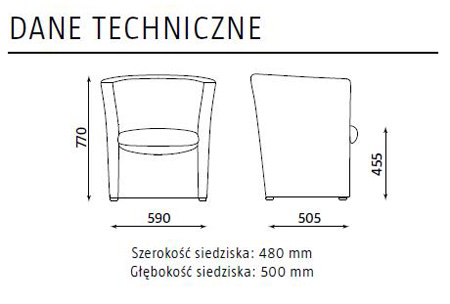 DANE TECHNICZNE
770
455
590
505
Szerokość siedziska: 480 mm
Głębokość siedziska: 500 mm